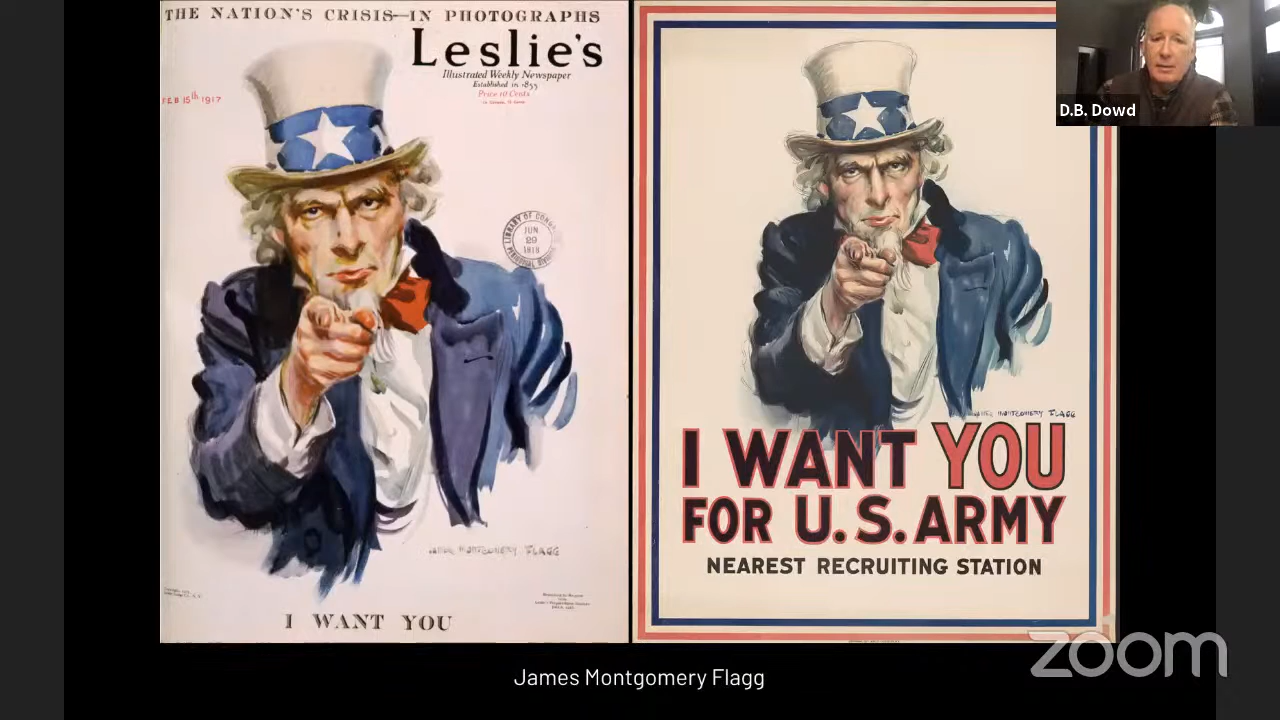 THE NATION'S CRISIS—IN PHOTOGRAPHS
Leslie's
Illustrated Weekly Newspaper
Established in 1855
Price 10 Cents
FEB 15th 1917
LIBRARY OF CONG
JUN
29
1918
JAMES MONTGOMERY FLAGG
I WANT YOU
JAMES MONTGOMERY FLAGG
I WANT YOU
FOR U.S. ARMY
NEAREST RECRUITING STATION
D.B. Dowd
James Montgomery Flagg
zoom